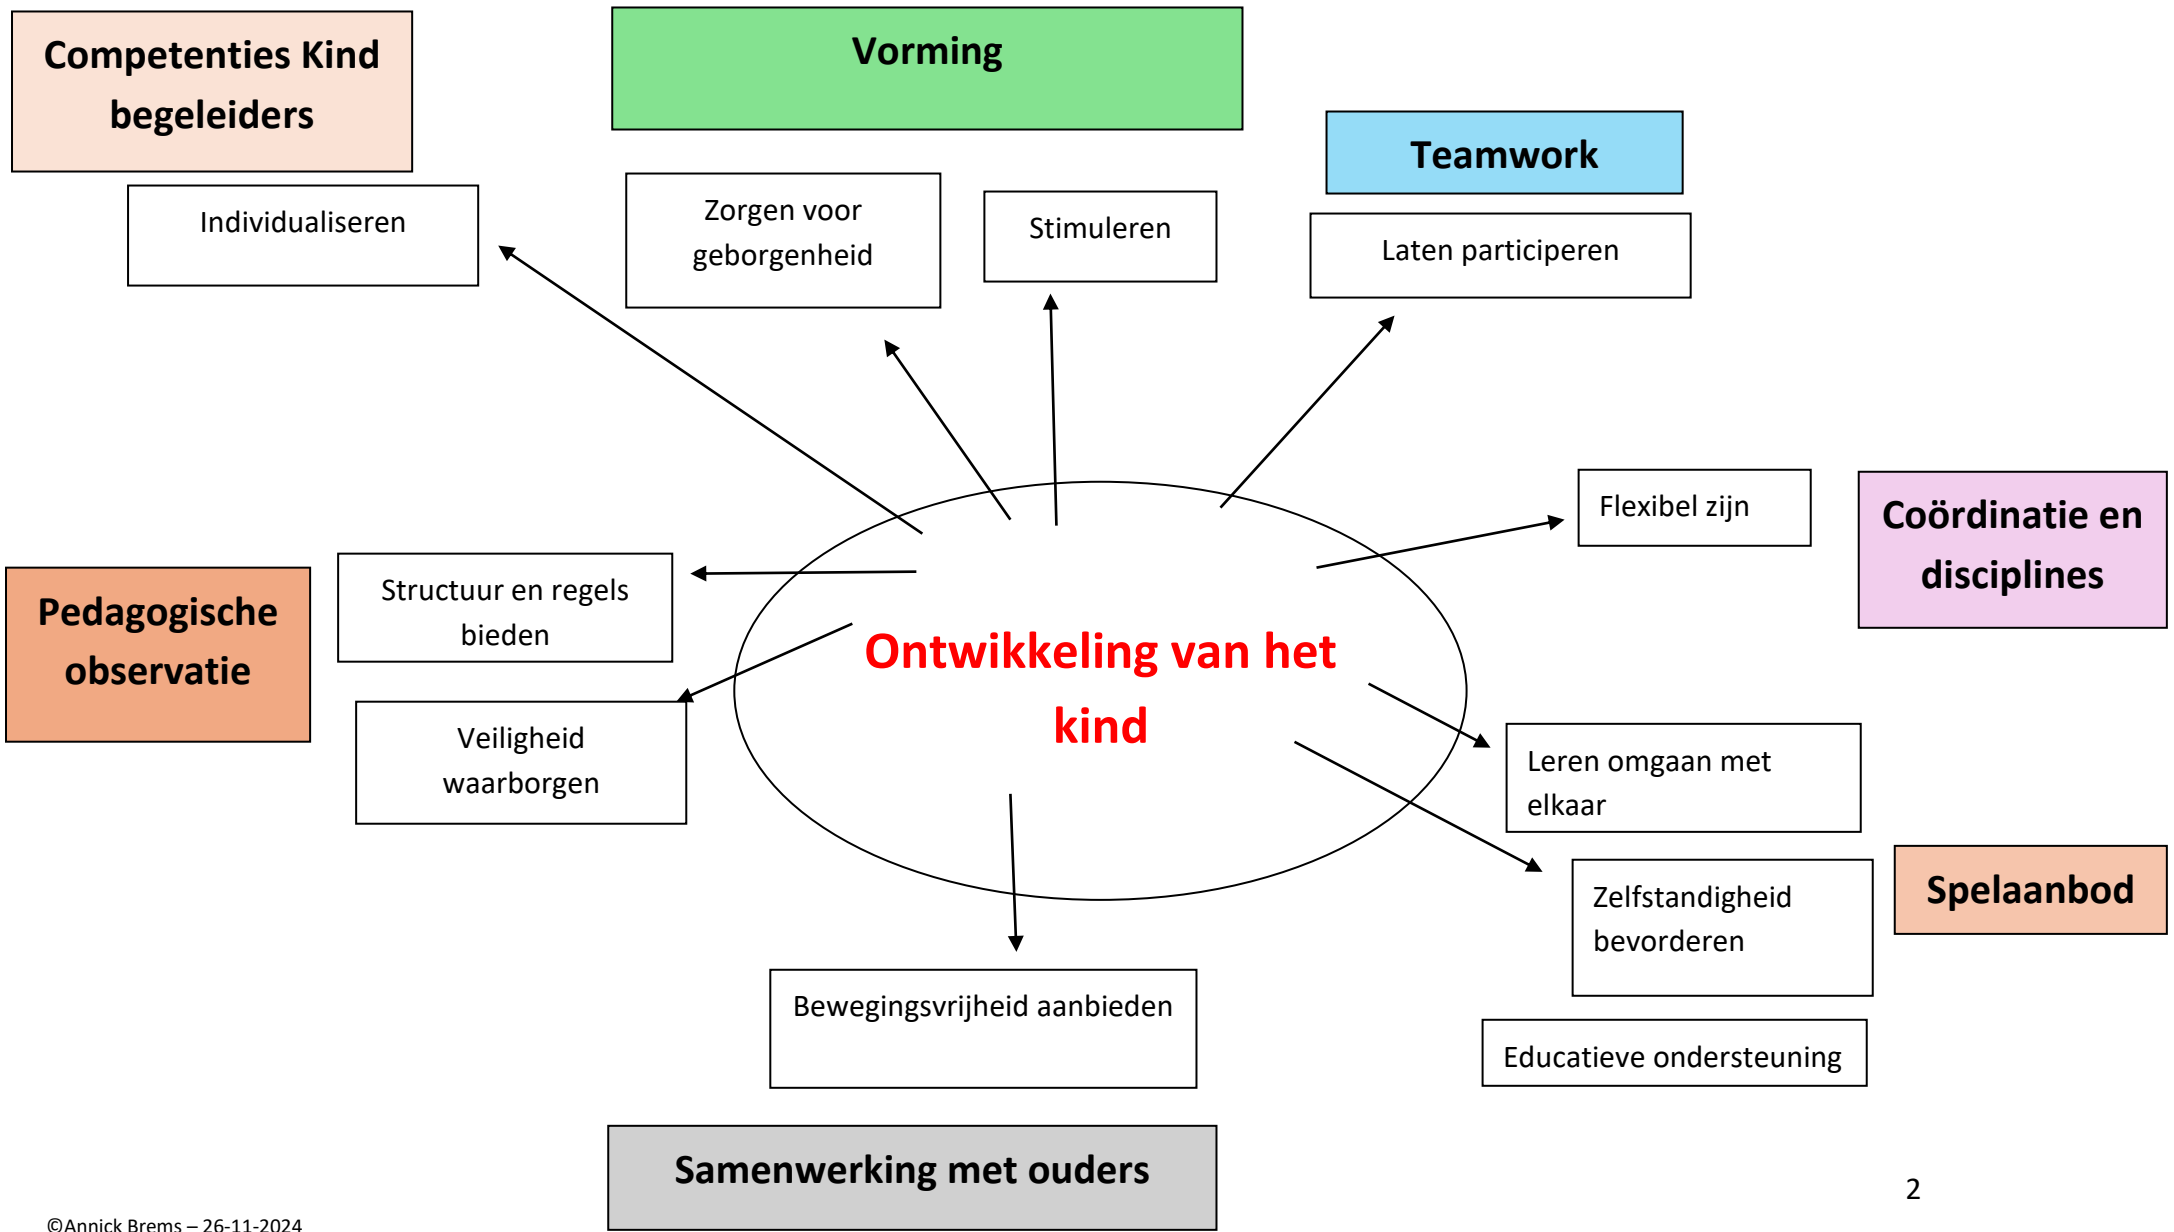 Competenties Kind
begeleiders
Vorming
Teamwork
Individualiseren
Zorgen voor
geborgenheid
Stimuleren
Laten participeren
Flexibel zijn
Coördinatie en
disciplines
Pedagogische
observatie
Structuur en regels
bieden
Ontwikkeling van het
kind
Veiligheid
waarborgen
Leren omgaan met
elkaar
Zelfstandigheid
bevorderen
Spelaanbod
Bewegingsvrijheid aanbieden
Educatieve ondersteuning
Samenwerking met ouders
2
©Annick Brems – 26-11-2024